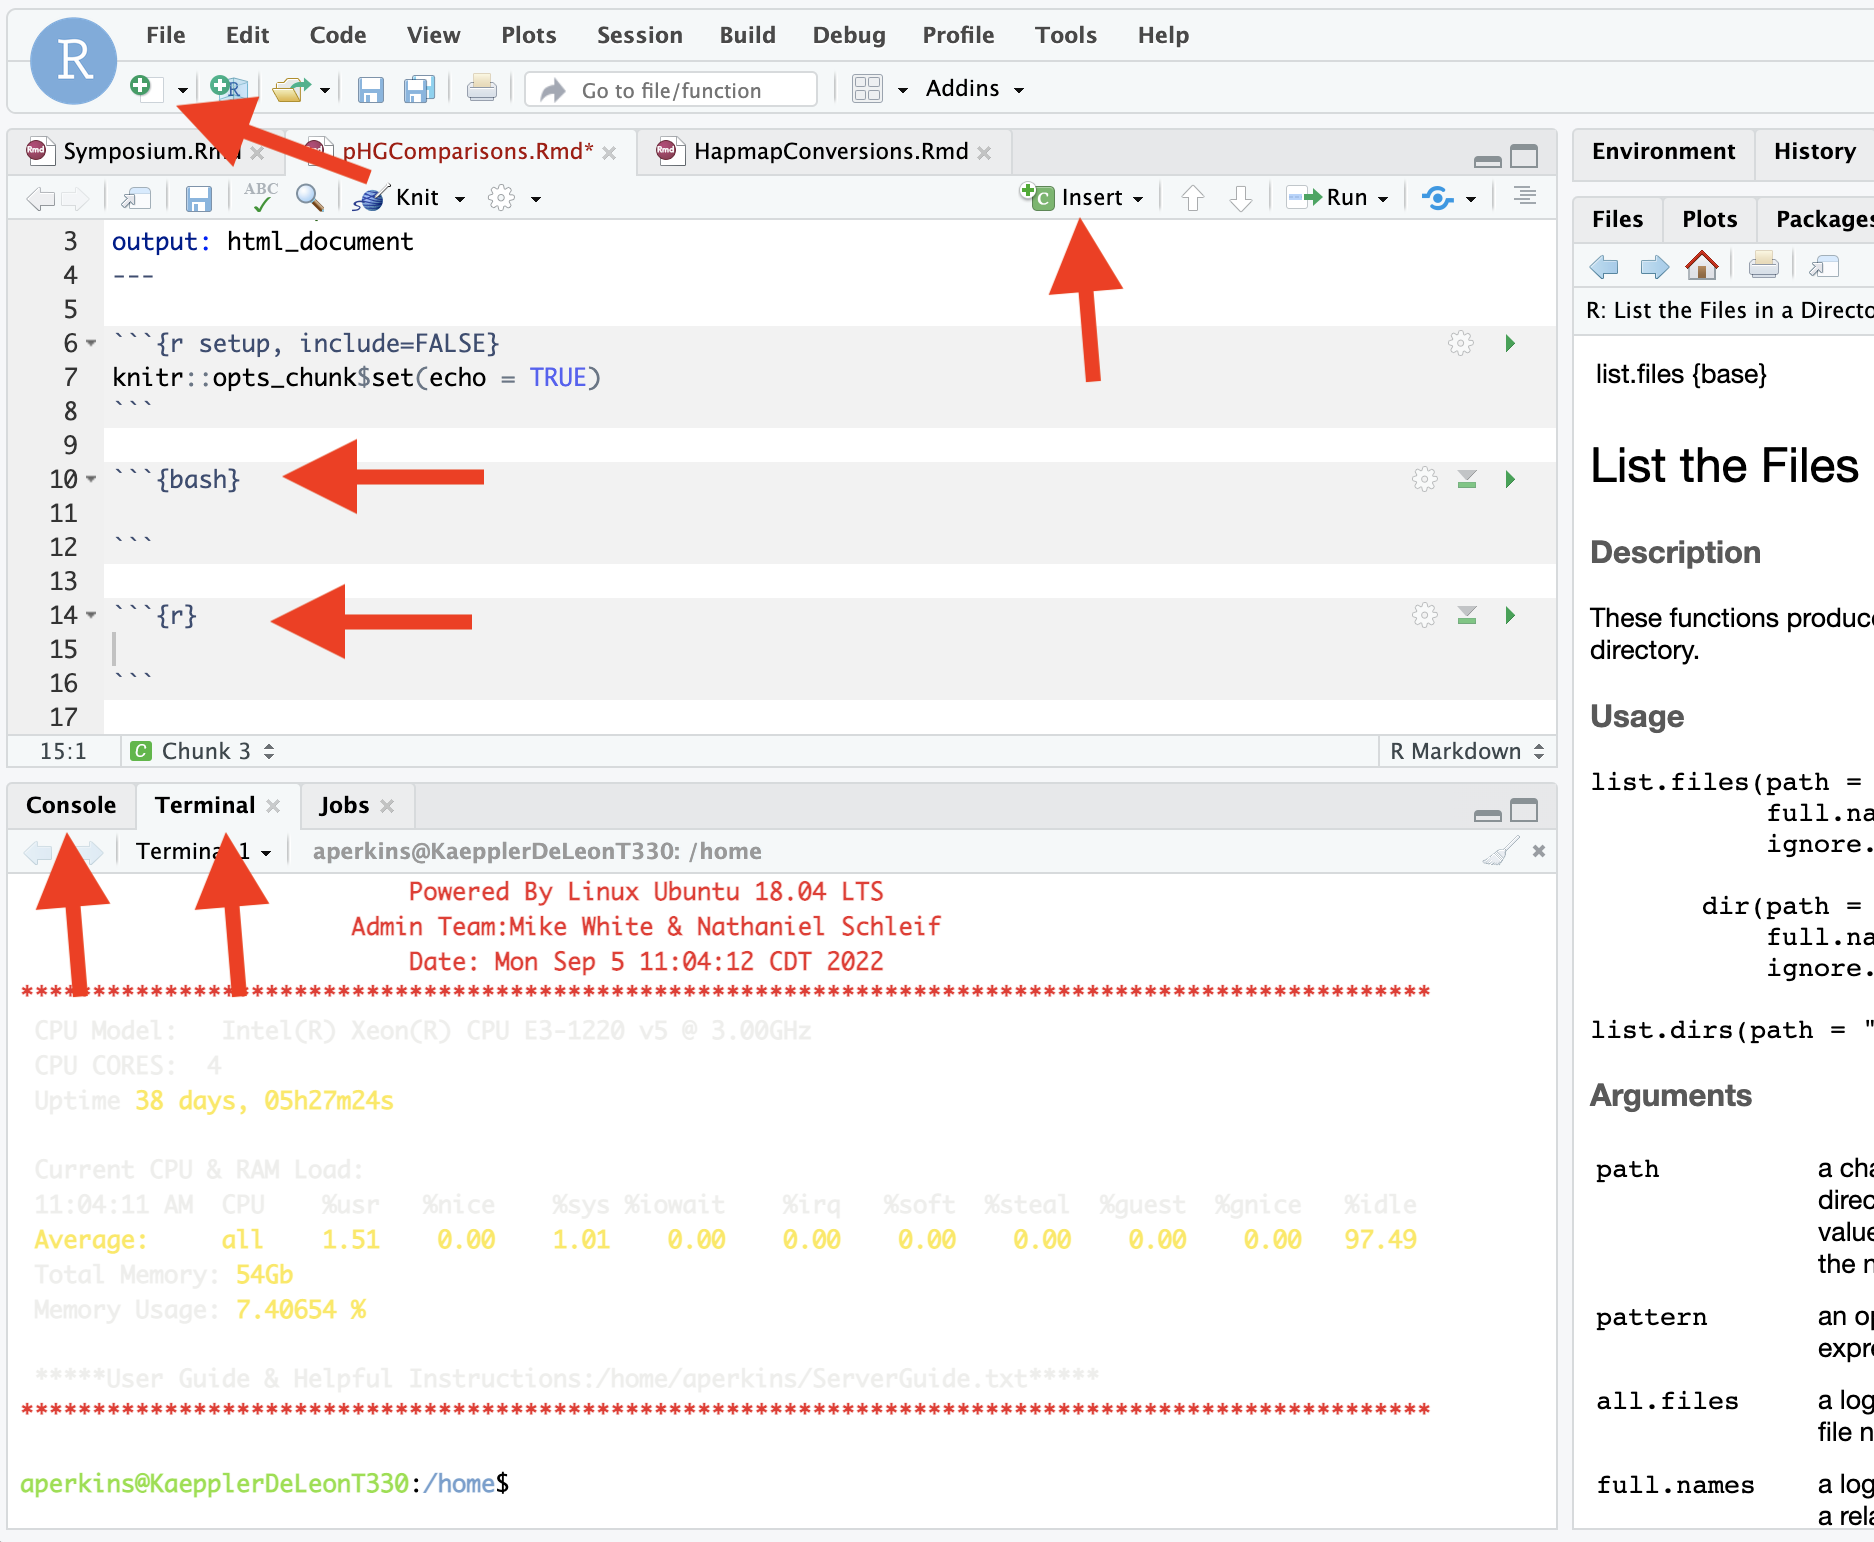 R File Edit Code View Plots Session Build Debug Profile Tools Help
R Go to file/function Addins
Symposium.Rmd pHGComparisons.Rmd* HapmapConversions.Rmd
ABC Knit C Insert Run
3 output: html_document
4 ---
5
6 ```{r setup, include=FALSE}
7 knitr::opts_chunk$set(echo = TRUE)
8 ```
9
10 ```{bash}
11
12 ```
13
14 ```{r}
15
16 ```
17
15:1 C Chunk 3 R Markdown
Console Terminal Jobs
Terminal 1 aperkins@KaepplerDeLeonT330: /home
Powered By Linux Ubuntu 18.04 LTS
Admin Team:Mike White & Nathaniel Schleif
Date: Mon Sep 5 11:04:12 CDT 2022
**************************************************************************************************
CPU Model: Intel(R) Xeon(R) CPU E3-1220 v5 @ 3.00GHz
CPU CORES: 4
Uptime 38 days, 05h27m24s
Current CPU & RAM Load:
11:04:11 AM CPU %usr %nice %sys %iowait %irq %soft %steal %guest %gnice %idle
Average: all 1.51 0.00 1.01 0.00 0.00 0.00 0.00 0.00 0.00 97.49
Total Memory: 54Gb
Memory Usage: 7.40654 %
*****User Guide & Helpful Instructions:/home/aperkins/ServerGuide.txt*****
**************************************************************************************************
aperkins@KaepplerDeLeonT330:/home$
Environment History
Files Plots Packages
R: List the Files in a Directo
list.files {base}
List the Files
Description
These functions produce
directory.
Usage
list.files(path =
full.na
ignore.
dir(path =
full.na
ignore.
list.dirs(path = "
Arguments
path a cha
direc
value
the n
pattern an op
expre
all.files a log
file n
full.names a log
a rela